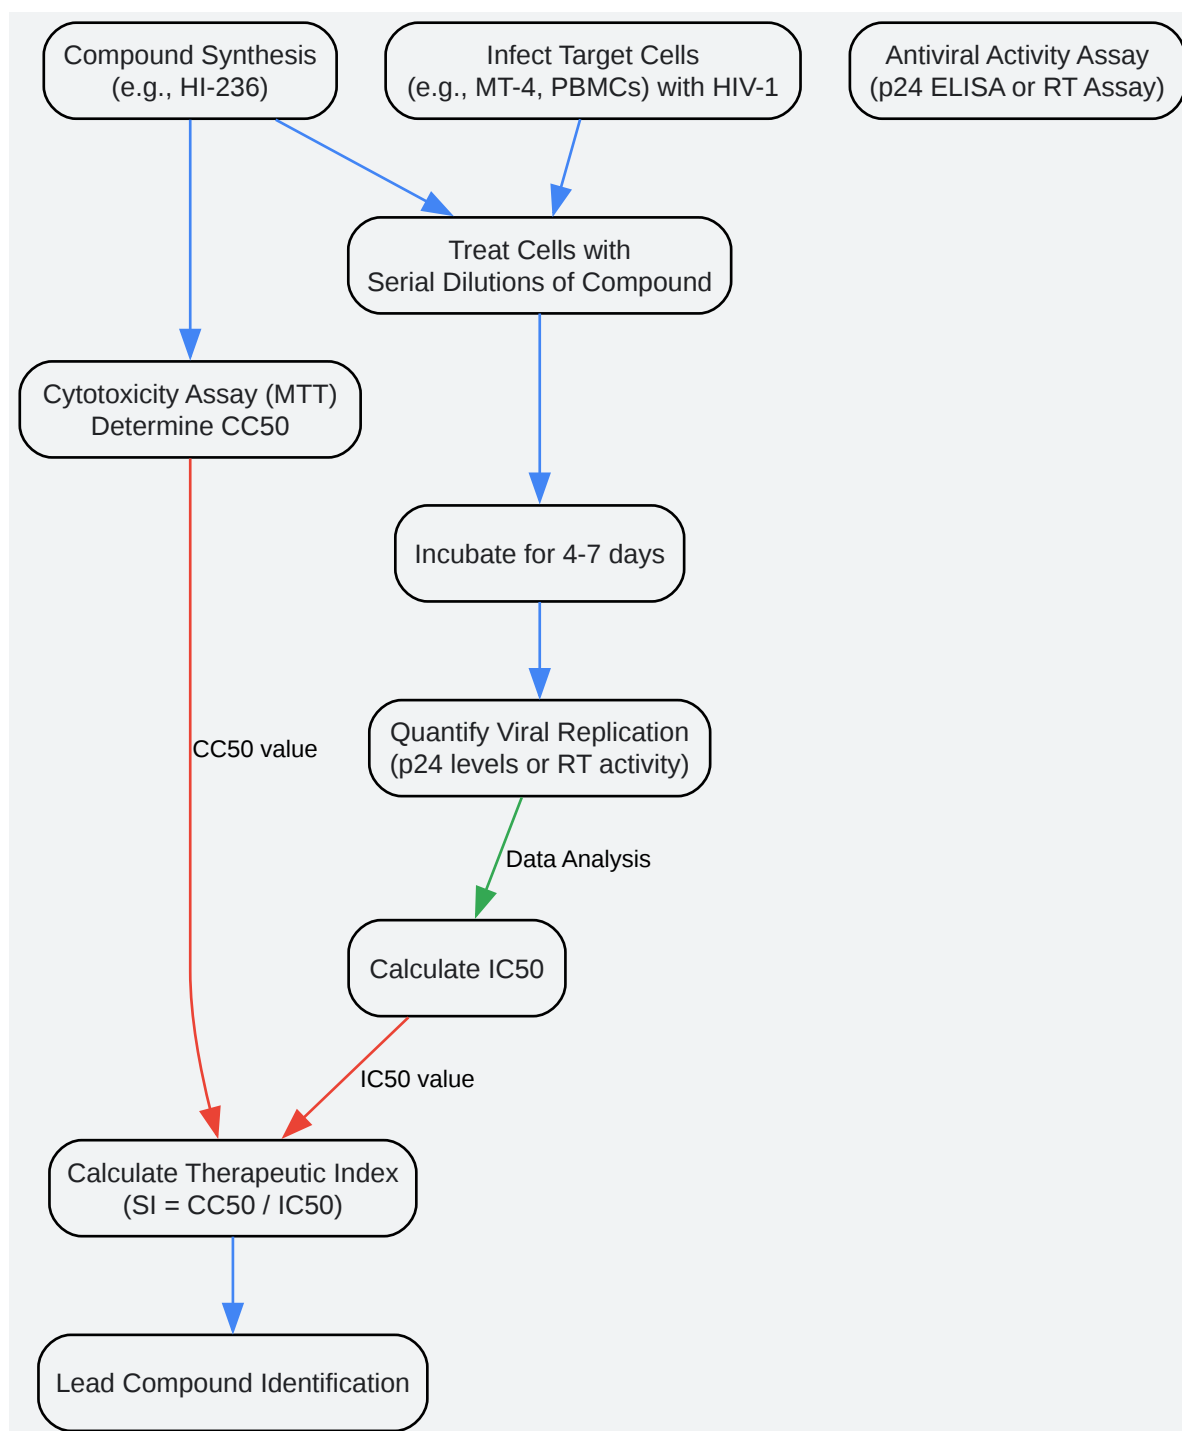 Compound Synthesis
(e.g., HI-236)
Infect Target Cells
(e.g., MT-4, PBMCs) with HIV-1
Antiviral Activity Assay
(p24 ELISA or RT Assay)
Treat Cells with
Serial Dilutions of Compound
Cytotoxicity Assay (MTT)
Determine CC50
Incubate for 4-7 days
Quantify Viral Replication
(p24 levels or RT activity)
CC50 value
Data Analysis
Calculate IC50
IC50 value
Calculate Therapeutic Index
(SI = CC50 / IC50)
Lead Compound Identification